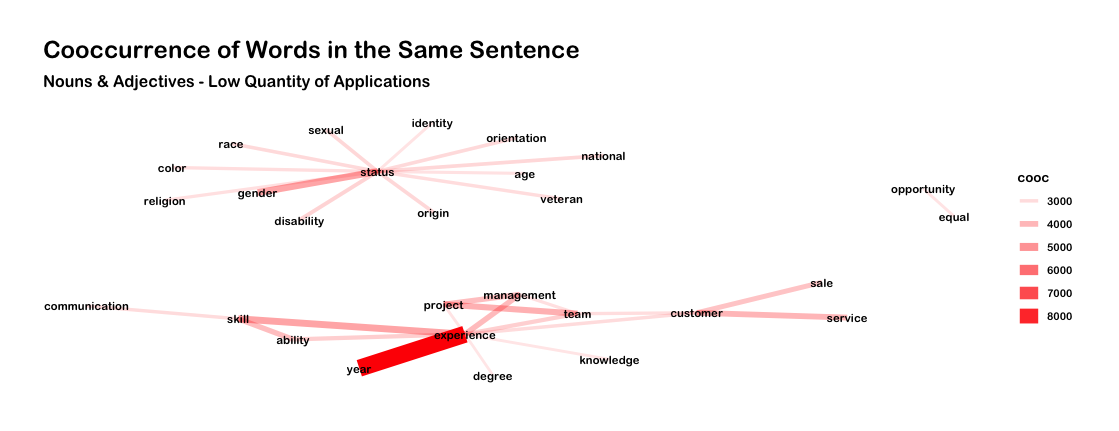 Cooccurrence of Words in the Same Sentence
Nouns & Adjectives - Low Quantity of Applications
identity
sexual
orientation
race
national
color
status
age
gender
religion
veteran
disability
origin
opportunity
equal
cooc
3000
4000
5000
6000
7000
8000
communication
skill
ability
project
management
team
customer
sale
service
experience
year
degree
knowledge